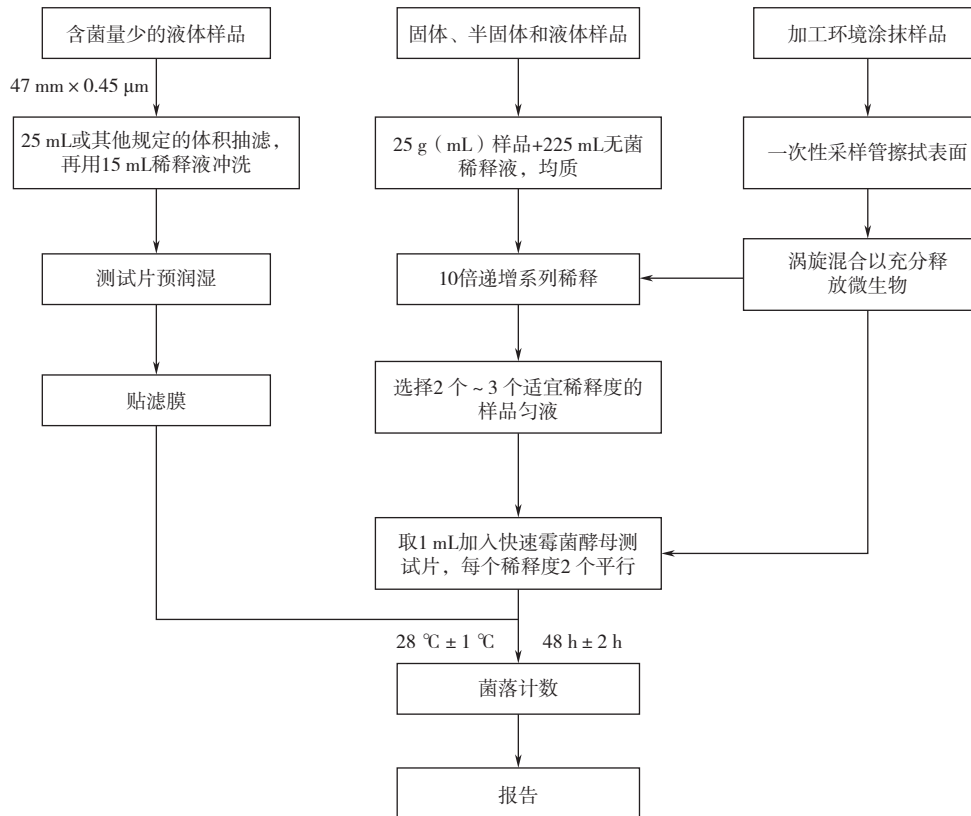 含菌量少的液体样品
固体、半固体和液体样品
加工环境涂抹样品
47 mm × 0.45 μm
25 mL或其他规定的体积抽滤，
再用15 mL稀释液冲洗
25 g（mL）样品+225 mL无菌
稀释液，均质
一次性采样管擦拭表面
测试片预润湿
10倍递增系列稀释
涡旋混合以充分释
放微生物
贴滤膜
选择2 个 ~ 3 个适宜稀释度的
样品匀液
取1 mL加入快速霉菌酵母测
试片，每个稀释度2 个平行
28 ℃ ± 1 ℃
48 h ± 2 h
菌落计数
报告